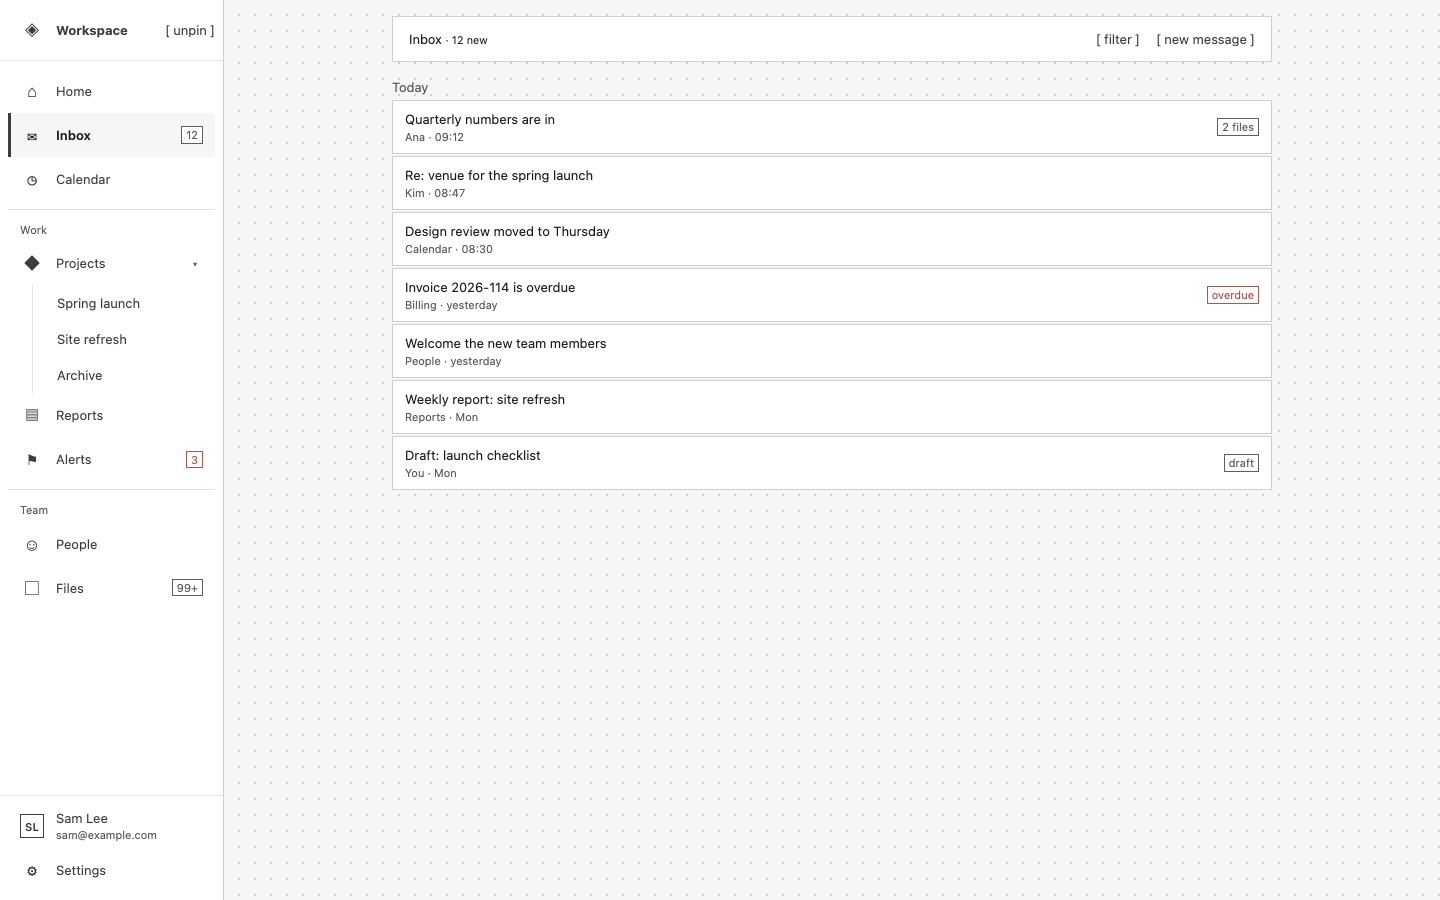 Workspace [ unpin ]
Home
Inbox 12
Calendar
Work
Projects
Spring launch
Site refresh
Archive
Reports
Alerts 3
Team
People
Files 99+
SL Sam Lee
sam@example.com
Settings
Inbox · 12 new [ filter ] [ new message ]
Today
Quarterly numbers are in
Ana · 09:12
2 files
Re: venue for the spring launch
Kim · 08:47
Design review moved to Thursday
Calendar · 08:30
Invoice 2026-114 is overdue
Billing · yesterday
overdue
Welcome the new team members
People · yesterday
Weekly report: site refresh
Reports · Mon
Draft: launch checklist
You · Mon
draft